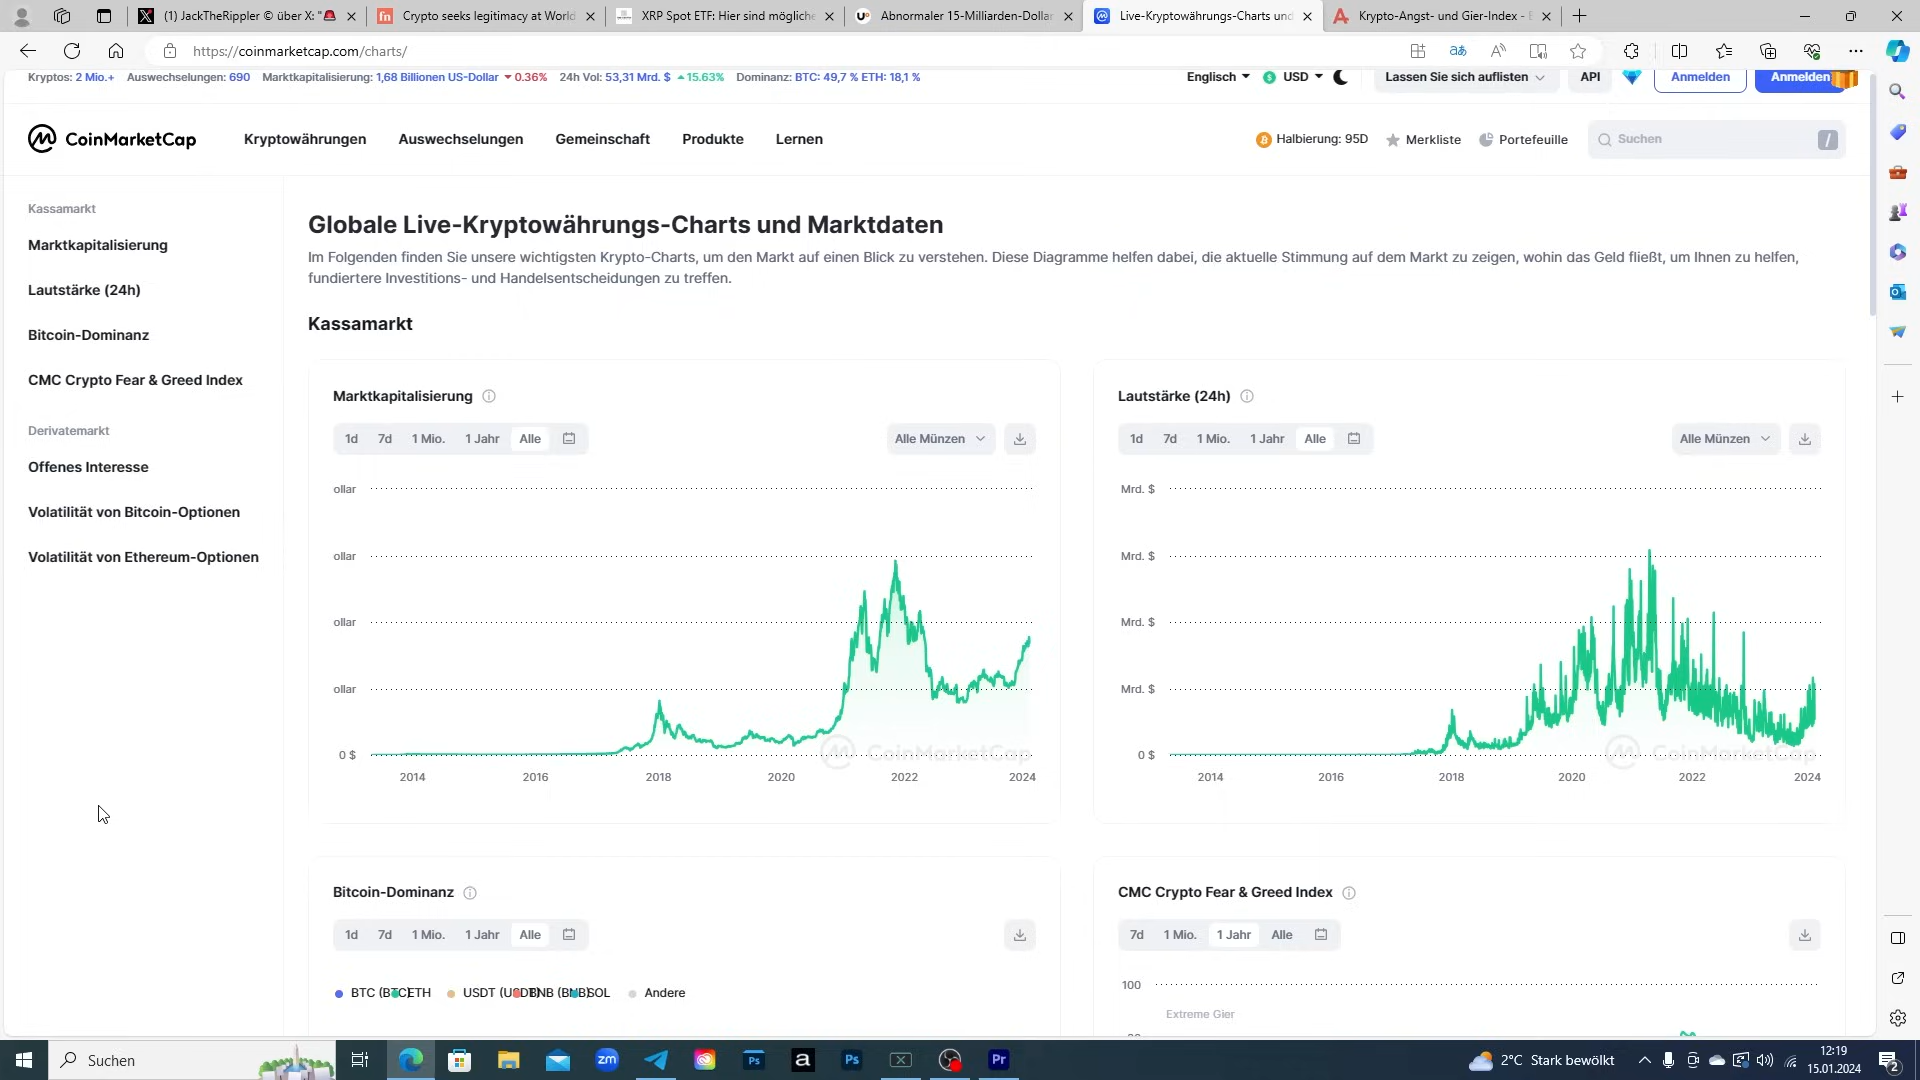 (1) JackTheRippler © über X: "🚨
Crypto seeks legitimacy at World
XRP Spot ETF: Hier sind mögliche
Abnormaler 15-Milliarden-Dollar
Live-Kryptowährungs-Charts und
Krypto-Angst- und Gier-Index -
https://coinmarketcap.com/charts/
Kryptos: 2 Mio.+ Auswechselungen: 690 Marktkapitalisierung: 1,68 Billionen US-Dollar 0.36% 24h Vol: 53,31 Mrd. $ 15.63% Dominanz: BTC: 49,7 % ETH: 18,1 %
Englisch USD Lassen Sie sich auflisten API Anmelden Anmelden
CoinMarketCap Kryptowährungen Auswechselungen Gemeinschaft Produkte Lernen
Halbierung: 95D Merkliste Portefeuille Suchen /
Kassamarkt
Marktkapitalisierung
Lautstärke (24h)
Bitcoin-Dominanz
CMC Crypto Fear & Greed Index
Derivatemarkt
Offenes Interesse
Volatilität von Bitcoin-Optionen
Volatilität von Ethereum-Optionen
Globale Live-Kryptowährungs-Charts und Marktdaten
Im Folgenden finden Sie unsere wichtigsten Krypto-Charts, um den Markt auf einen Blick zu verstehen. Diese Diagramme helfen dabei, die aktuelle Stimmung auf dem Markt zu zeigen, wohin das Geld fließt, um Ihnen zu helfen,
fundiertere Investitions- und Handelsentscheidungen zu treffen.
Kassamarkt
Marktkapitalisierung
1d 7d 1 Mio. 1 Jahr Alle
Alle Münzen
ollar
ollar
ollar
ollar
0 $
CoinMarketCap
2014 2016 2018 2020 2022 2024
Lautstärke (24h)
1d 7d 1 Mio. 1 Jahr Alle
Alle Münzen
Mrd. $
Mrd. $
Mrd. $
Mrd. $
0 $
CoinMarketCap
2014 2016 2018 2020 2022 2024
Bitcoin-Dominanz
1d 7d 1 Mio. 1 Jahr Alle
BTC (BTC) ETH USDT (USDT) BNB (BNB) SOL Andere
CMC Crypto Fear & Greed Index
7d 1 Mio. 1 Jahr Alle
100
Extreme Gier
Suchen
2°C Stark bewölkt
12:19
15.01.2024
2